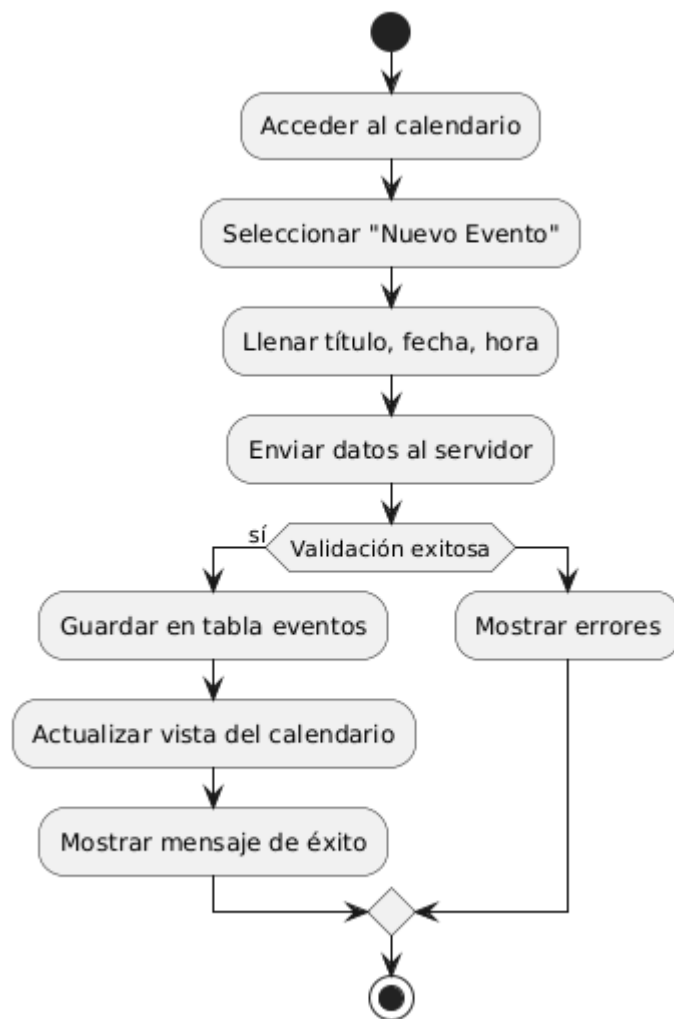 Acceder al calendario
Seleccionar "Nuevo Evento"
Llenar título, fecha, hora
Enviar datos al servidor
sí
Validación exitosa
Guardar en tabla eventos
Mostrar errores
Actualizar vista del calendario
Mostrar mensaje de éxito